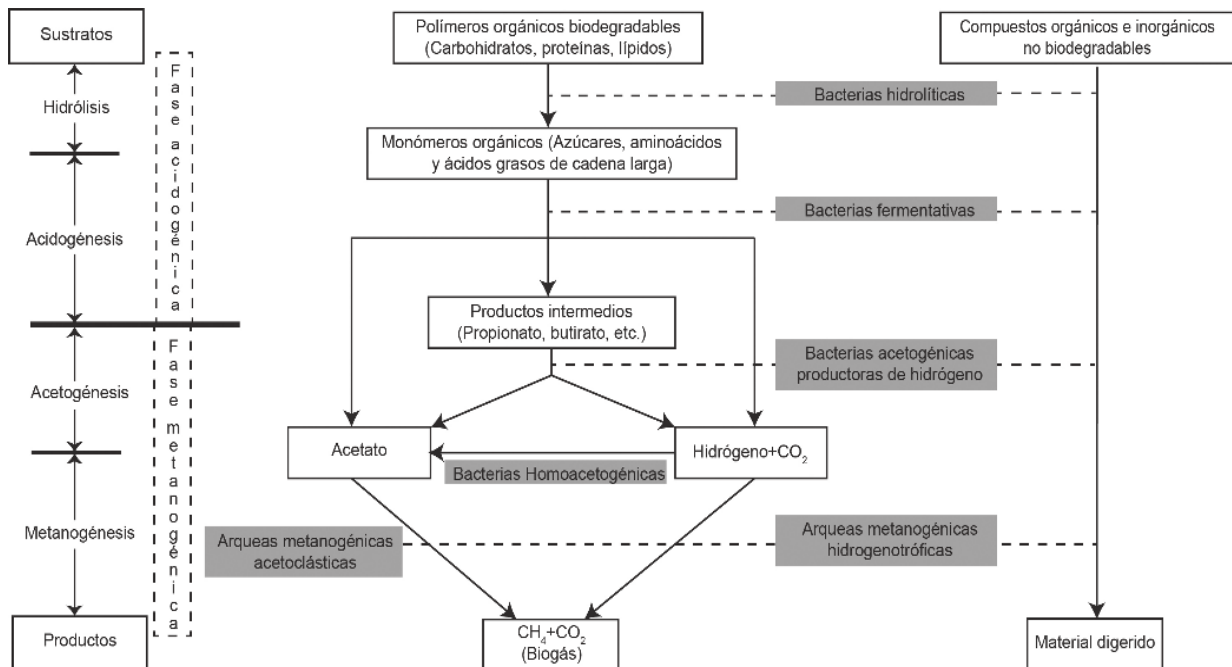 Sustratos
Hidrólisis
Acidogénesis
Acetogénesis
Metanogénesis
Productos
Fase acidogénica
Fase metanogénica
Polímeros orgánicos biodegradables
(Carbohidratos, proteínas, lípidos)
Compuestos orgánicos e inorgánicos
no biodegradables
Bacterias hidrolíticas
Monómeros orgánicos (Azúcares, aminoácidos
y ácidos grasos de cadena larga)
Bacterias fermentativas
Productos intermedios
(Propionato, butirato, etc.)
Bacterias acetogénicas
productoras de hidrógeno
Acetato
Hidrógeno+CO₂
Bacterias Homoacetogénicas
Arqueas metanogénicas
acetoclásticas
Arqueas metanogénicas
hidrogenotróficas
CH₄+CO₂
(Biogás)
Material digerido